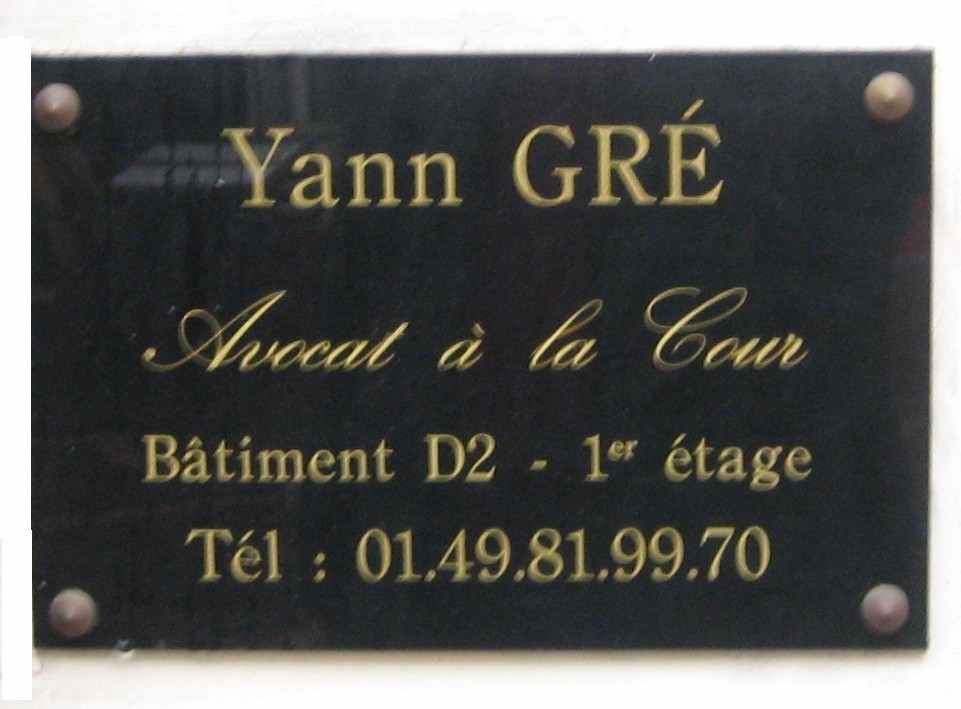 Yann GRÉ
Avocat à la Cour
Bâtiment D2 - 1er étage
Tél : 01.49.81.99.70